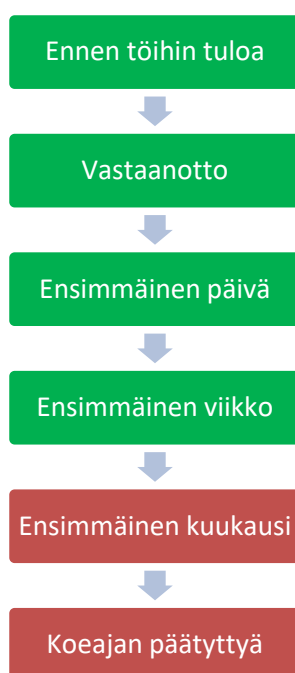 Ennen töihin tuloa
Vastaanotto
Ensimmäinen päivä
Ensimmäinen viikko
Ensimmäinen kuukausi
Koeajan päätyttyä